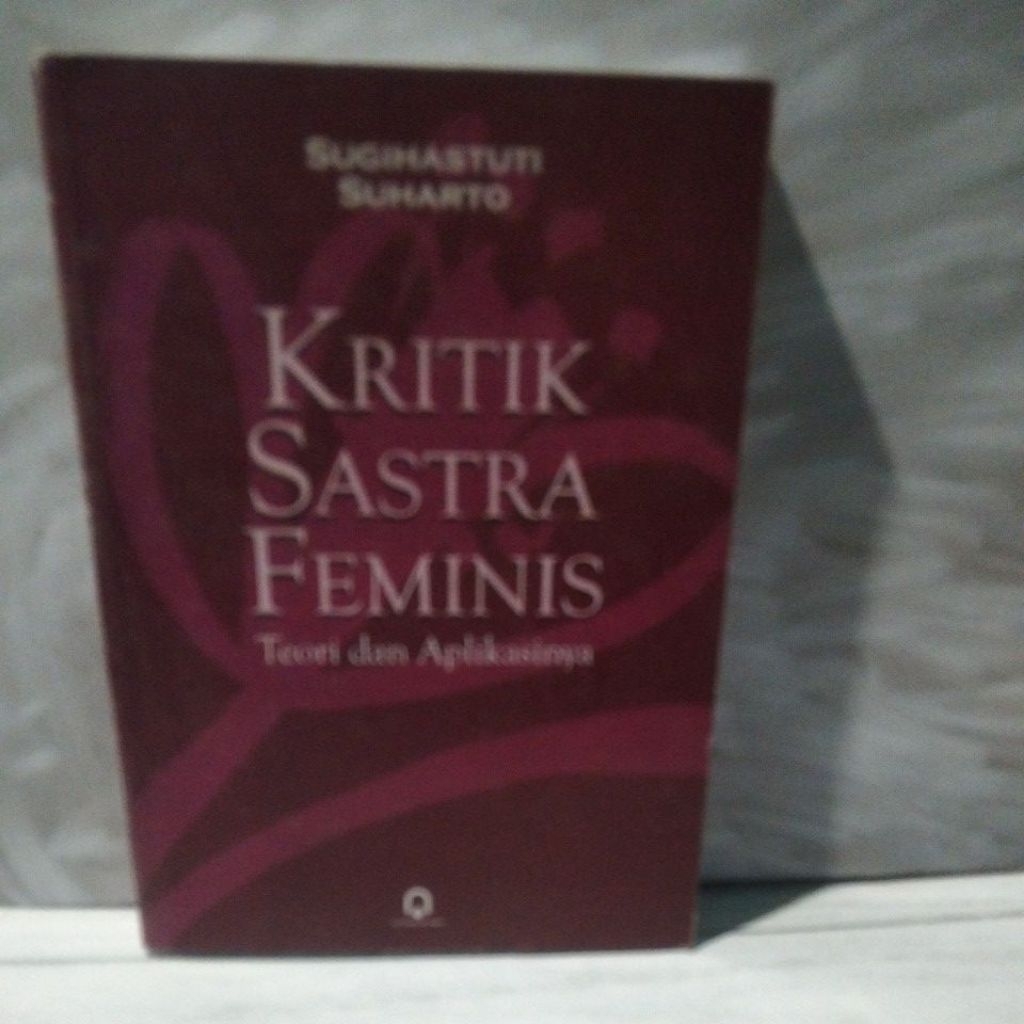 SUGIHASTUTI
SUHARTO
KRITIK
SASTRA
FEMINIS
Teori dan Aplikasinya